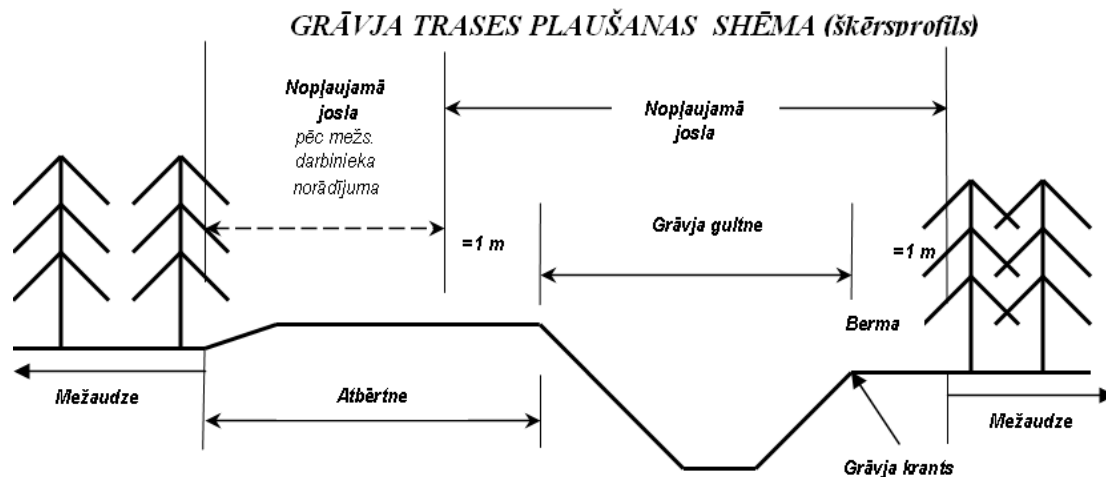 GRĀVJA TRASES PLAUŠANAS SHĒMA (šķērsprofils)
Nopļaujamā
josla
pēc mežs.
darbinieka
norādījuma
Nopļaujamā
josla
=1 m
Grāvja gultne
=1 m
Berma
Mežaudze
Atbērtne
Mežaudze
Grāvja krants